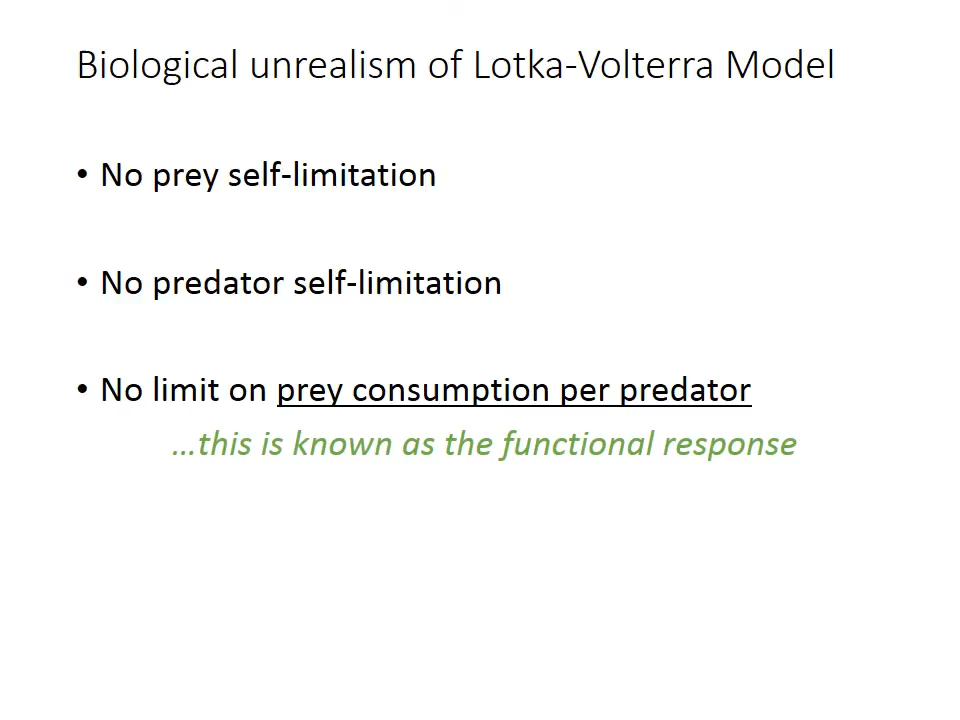 Biological unrealism of Lotka-Volterra Model
• No prey self-limitation
• No predator self-limitation
• No limit on prey consumption per predator
…this is known as the functional response